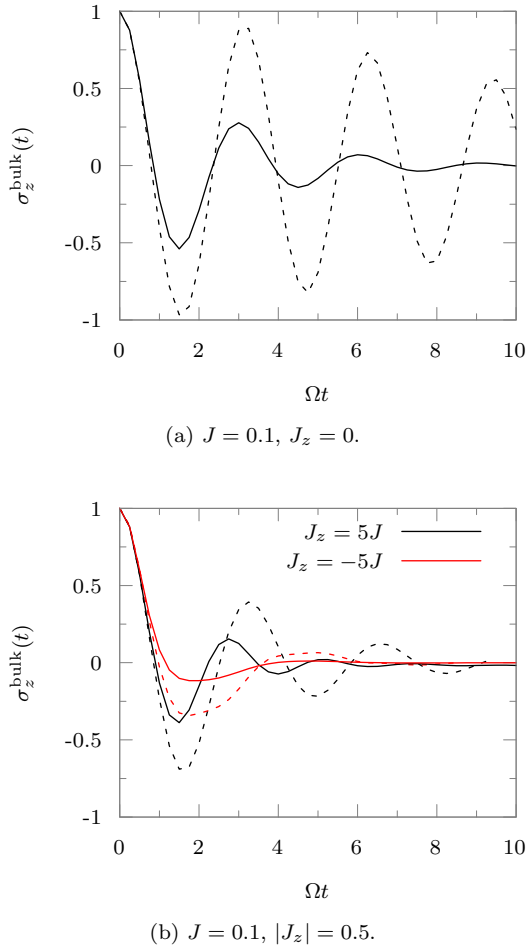 1
0.5
0
-0.5
-1
σ_z^bulk(t)
0 2 4 6 8 10
Ωt
(a) J = 0.1, J_z = 0.
1
0.5
0
-0.5
-1
σ_z^bulk(t)
J_z = 5J
J_z = −5J
0 2 4 6 8 10
Ωt
(b) J = 0.1, |J_z| = 0.5.